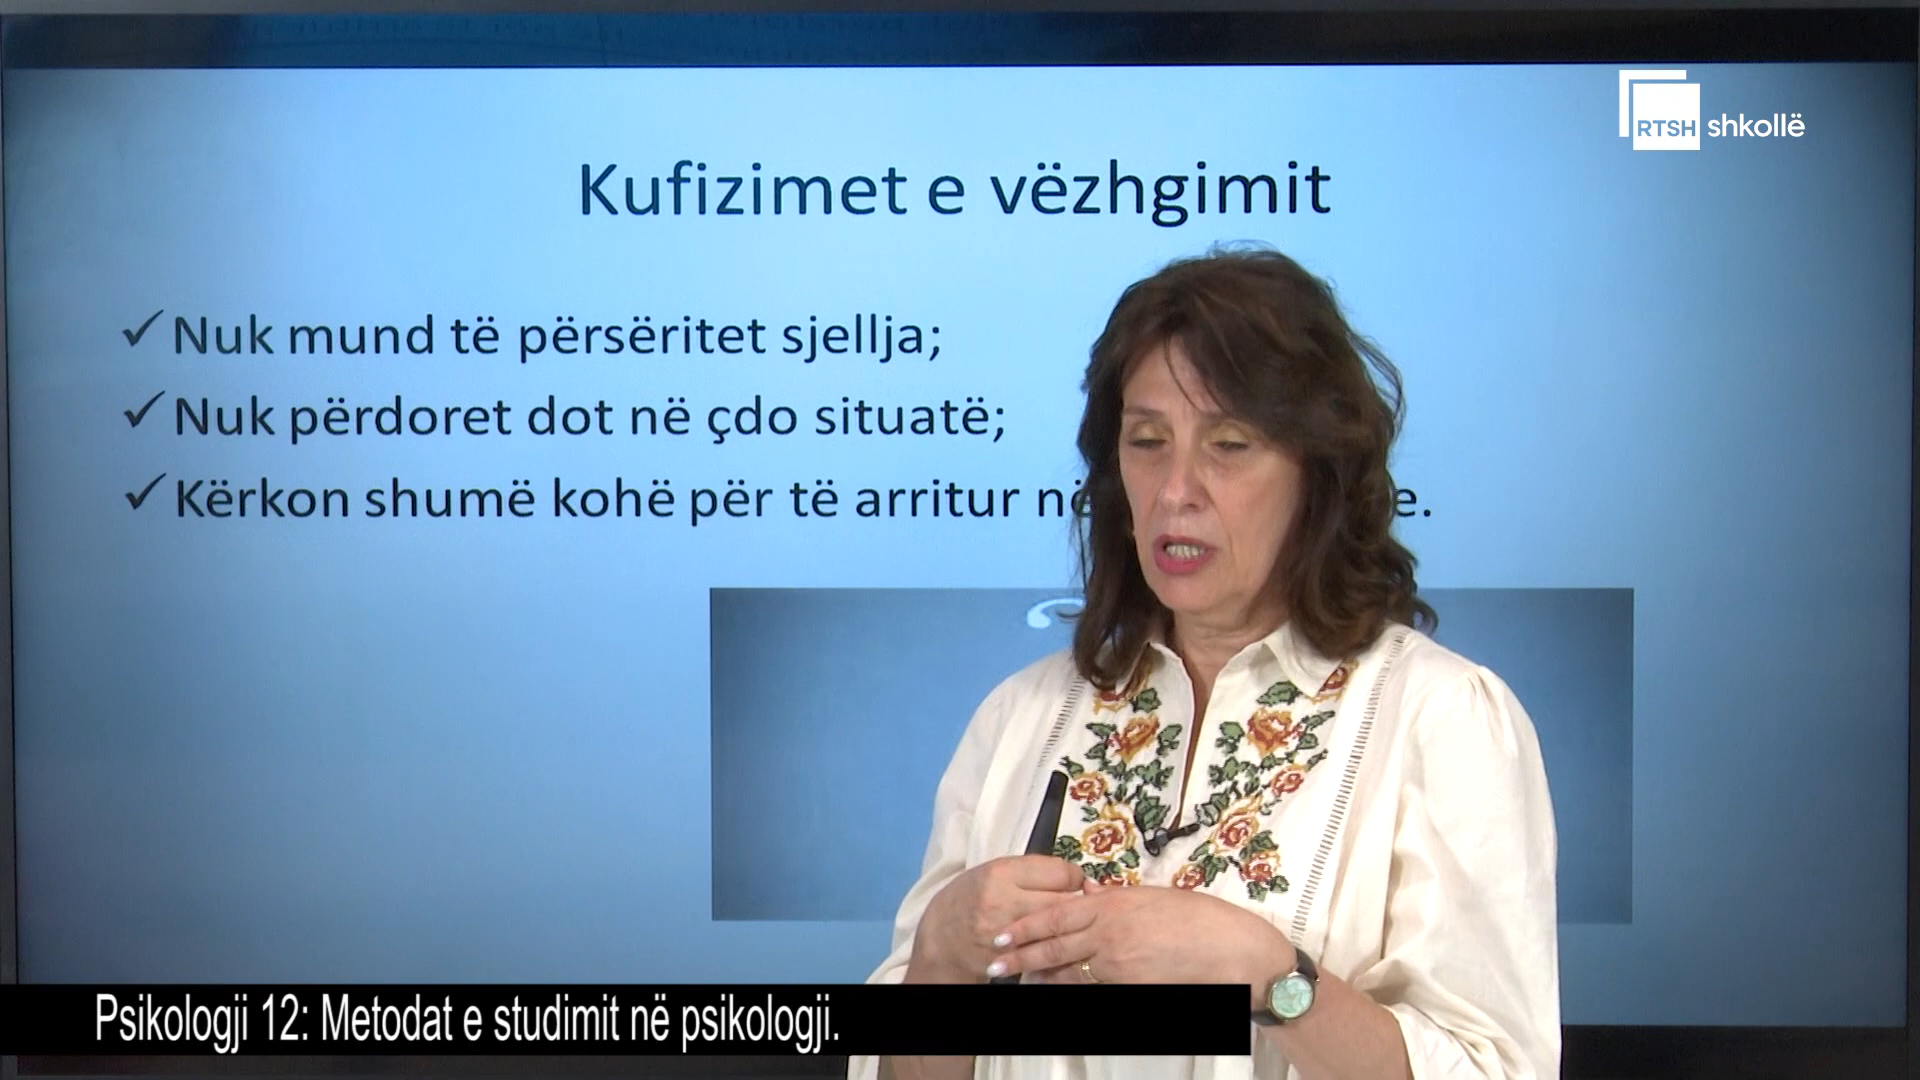 RTSH shkollë
Kufizimet e vëzhgimit
✓ Nuk mund të përsëritet sjellja;
✓ Nuk përdoret dot në çdo situatë;
✓ Kërkon shumë kohë për të arritur në
Psikologji 12: Metodat e studimit në psikologji.